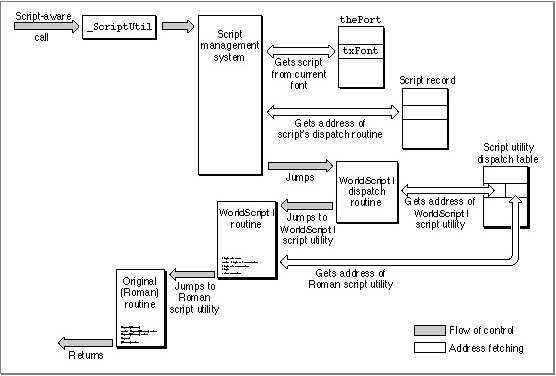 Script-aware
call
_ScriptUtil
Script
management
system
thePort
txFont
Gets script
from current
font
Script record
Gets address of
script's dispatch routine
Script utility
dispatch table
Jumps
WorldScript I
dispatch
routine
Gets address of
WorldScript I
script utility
WorldScript I
routine
Jumps to
WorldScript I
script utility
Gets address of
Roman script utility
Original
(Roman)
routine
Jumps to
Roman
script utility
Returns
Flow of control
Address fetching